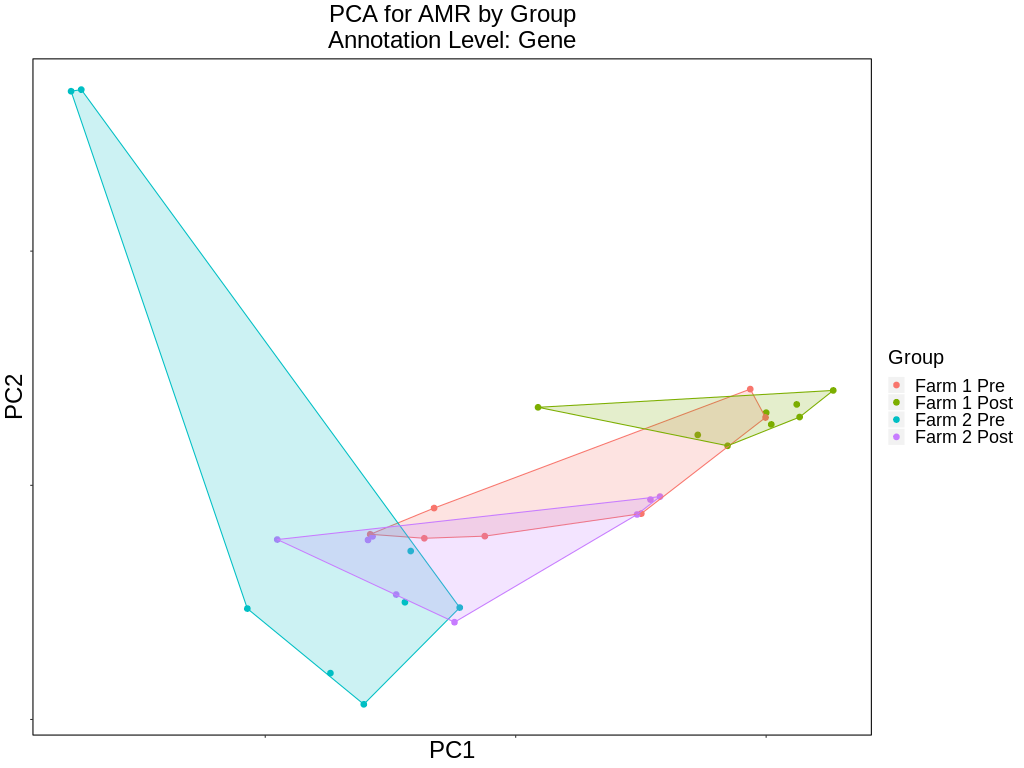 PCA for AMR by Group
Annotation Level: Gene
PC2
PC1
Group
Farm 1 Pre
Farm 1 Post
Farm 2 Pre
Farm 2 Post